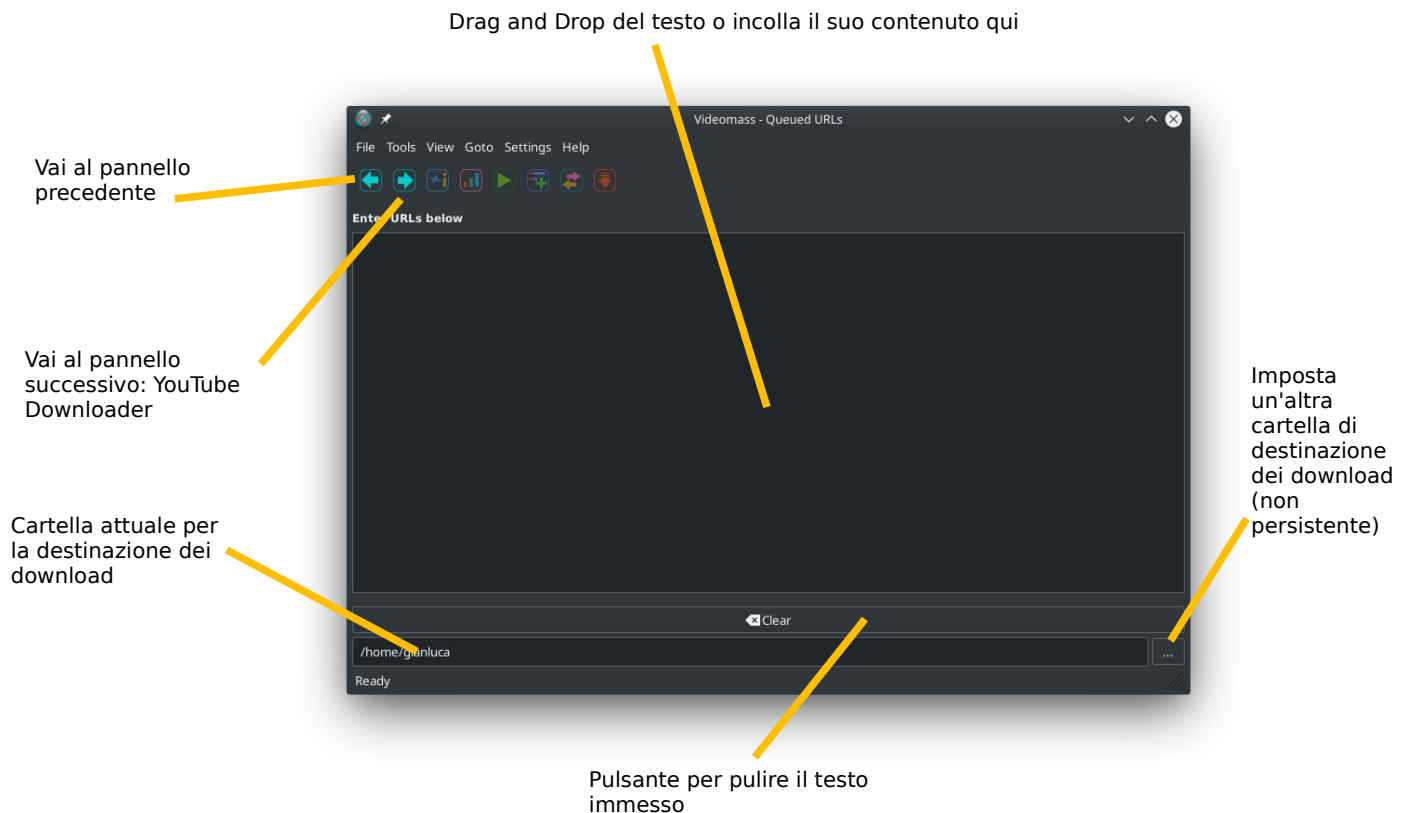 Drag and Drop del testo o incolla il suo contenuto qui
Videomass - Queued URLs
File Tools View Goto Settings Help
Vai al pannello
precedente
Enter URLs below
Vai al pannello
successivo: YouTube
Downloader
Imposta
un'altra
cartella di
destinazione
dei download
(non
persistente)
Cartella attuale per
la destinazione dei
download
Clear
/home/gianluca
...
Ready
Pulsante per pulire il testo
immesso